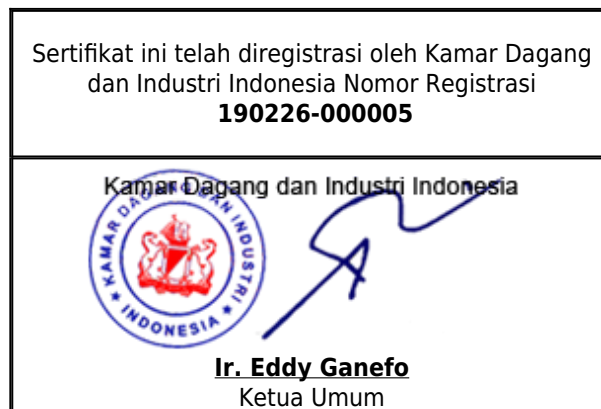 Sertifikat ini telah diregistrasi oleh Kamar Dagang
dan Industri Indonesia Nomor Registrasi
190226-000005
Kamar Dagang dan Industri Indonesia
KAMAR DAGANG DAN INDUSTRI
INDONESIA
Ir. Eddy Ganefo
Ketua Umum